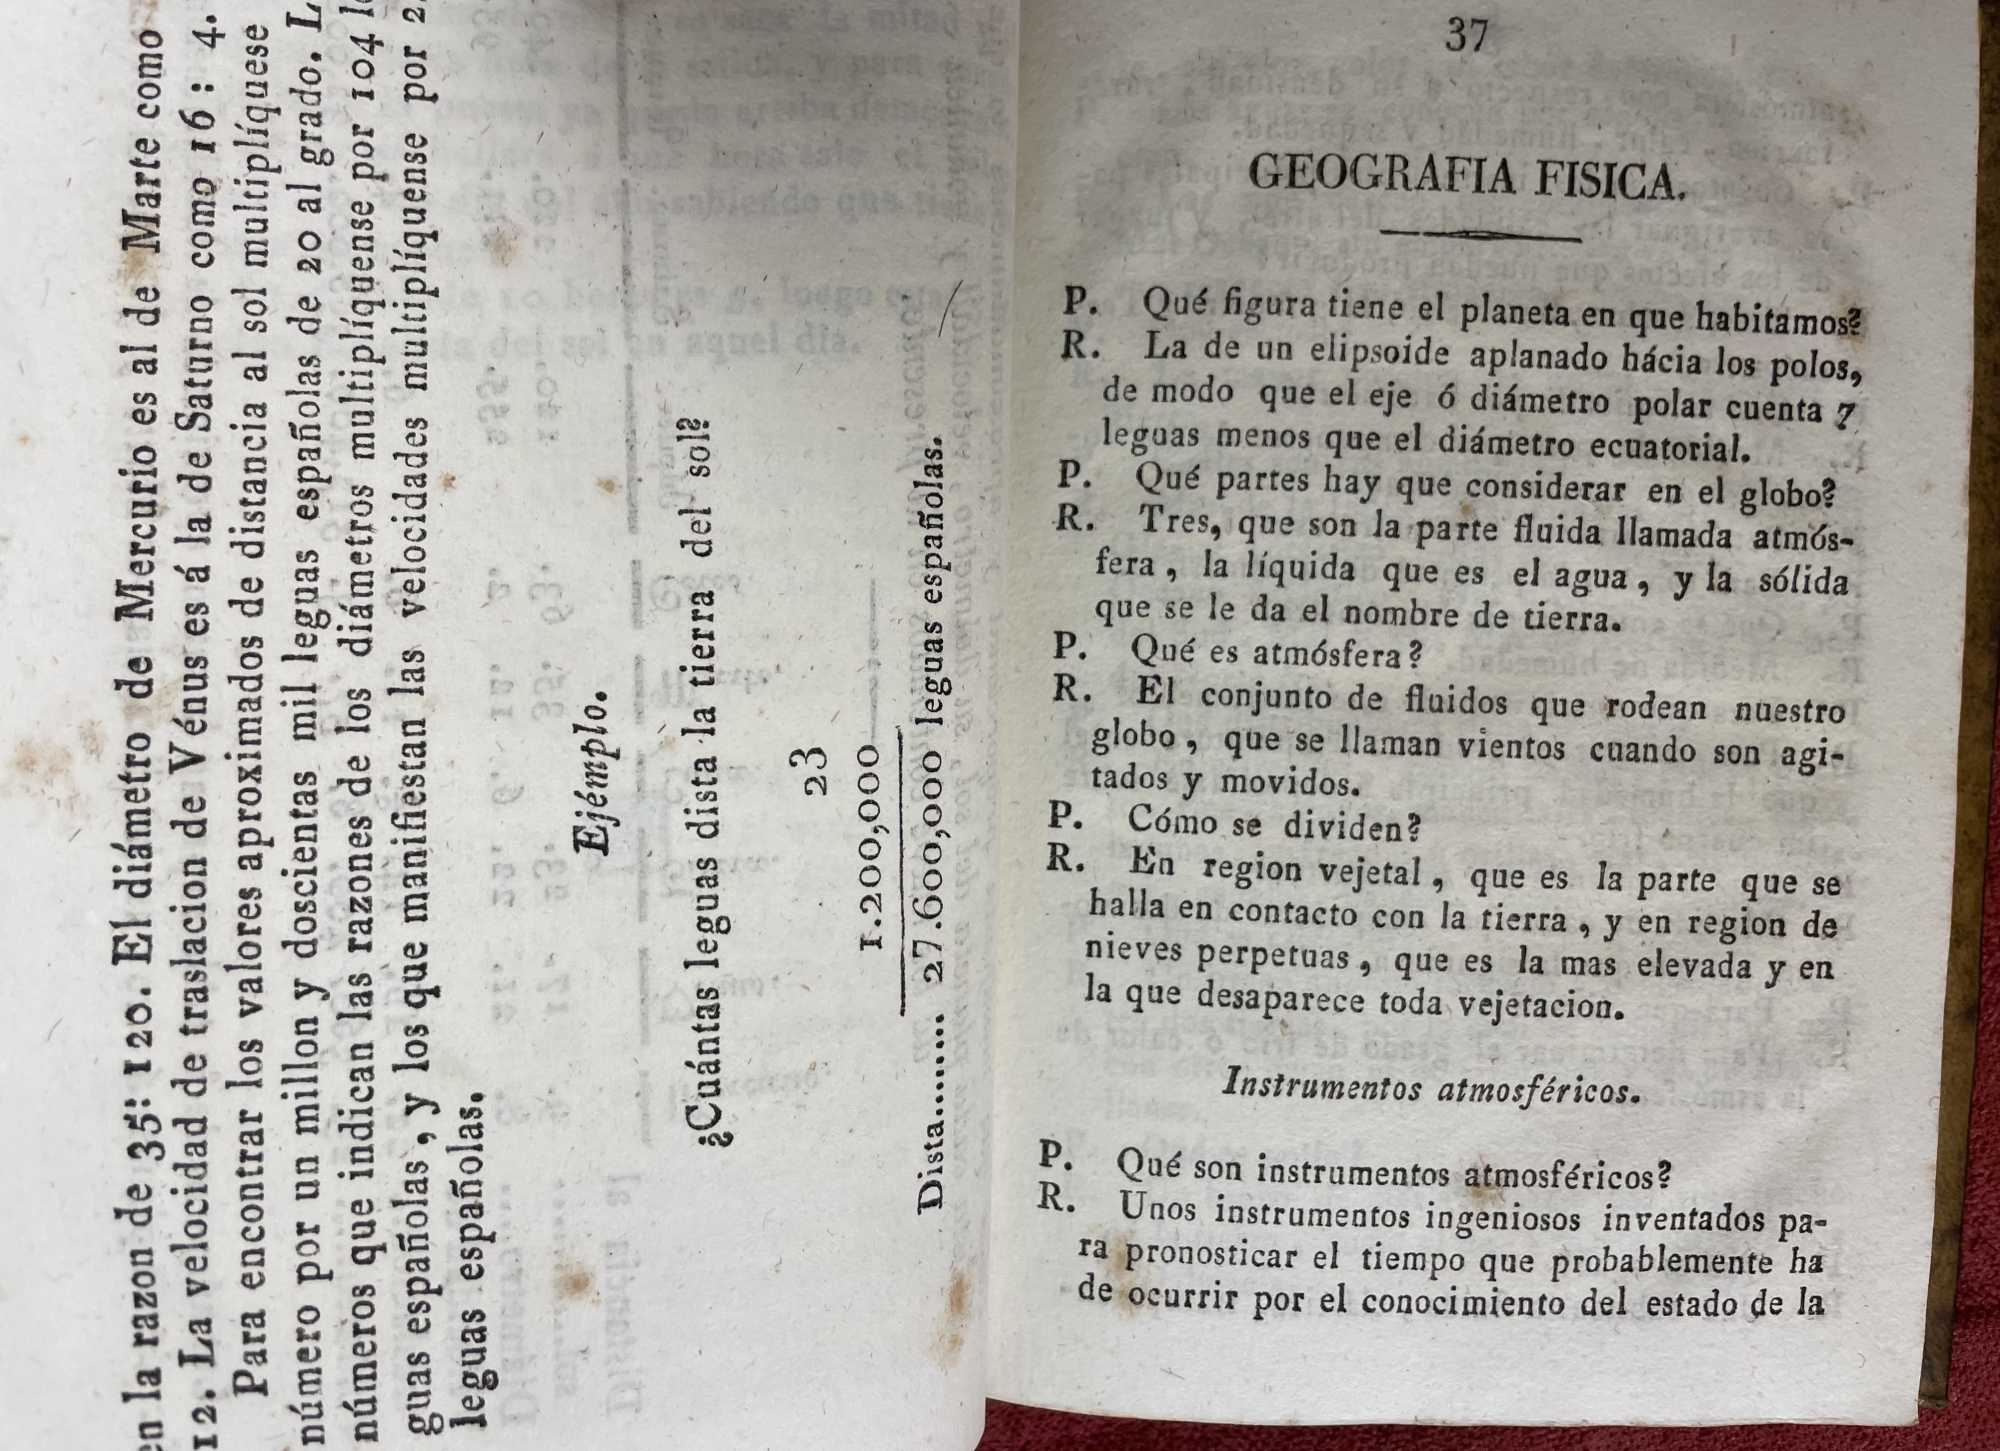 en la razon de 35: 120. El diámetro de Mercurio es al de Marte como
12. La velocidad de traslacion de Vénus es á la de Saturno como 16: 4.
Para encontrar los valores aproximados de distancia al sol multiplíquese
número por un millon y doscientas mil leguas españolas de 20 al grado. L
números que indican las razones de los diámetros multiplíquense por 104 le
guas españolas, y los que manifiestan las velocidades multiplíquense por 2
leguas españolas.
Ejémplo.
¿Cuántas leguas dista la tierra del sol?
23
1.200,000
Dista.......... 27.600,000 leguas españolas.
37
GEOGRAFIA FISICA.
P. Qué figura tiene el planeta en que habitamos?
R. La de un elipsoide aplanado hácia los polos,
de modo que el eje ó diámetro polar cuenta 7
leguas menos que el diámetro ecuatorial.
P. Qué partes hay que considerar en el globo?
R. Tres, que son la parte fluida llamada atmós-
fera, la líquida que es el agua, y la sólida
que se le da el nombre de tierra.
P. Qué es atmósfera?
R. El conjunto de fluidos que rodean nuestro
globo, que se llaman vientos cuando son agi-
tados y movidos.
P. Cómo se dividen?
R. En region vejetal, que es la parte que se
halla en contacto con la tierra, y en region de
nieves perpetuas, que es la mas elevada y en
la que desaparece toda vejetacion.
Instrumentos atmosféricos.
P. Qué son instrumentos atmosféricos?
R. Unos instrumentos ingeniosos inventados pa-
ra pronosticar el tiempo que probablemente ha
de ocurrir por el conocimiento del estado de la